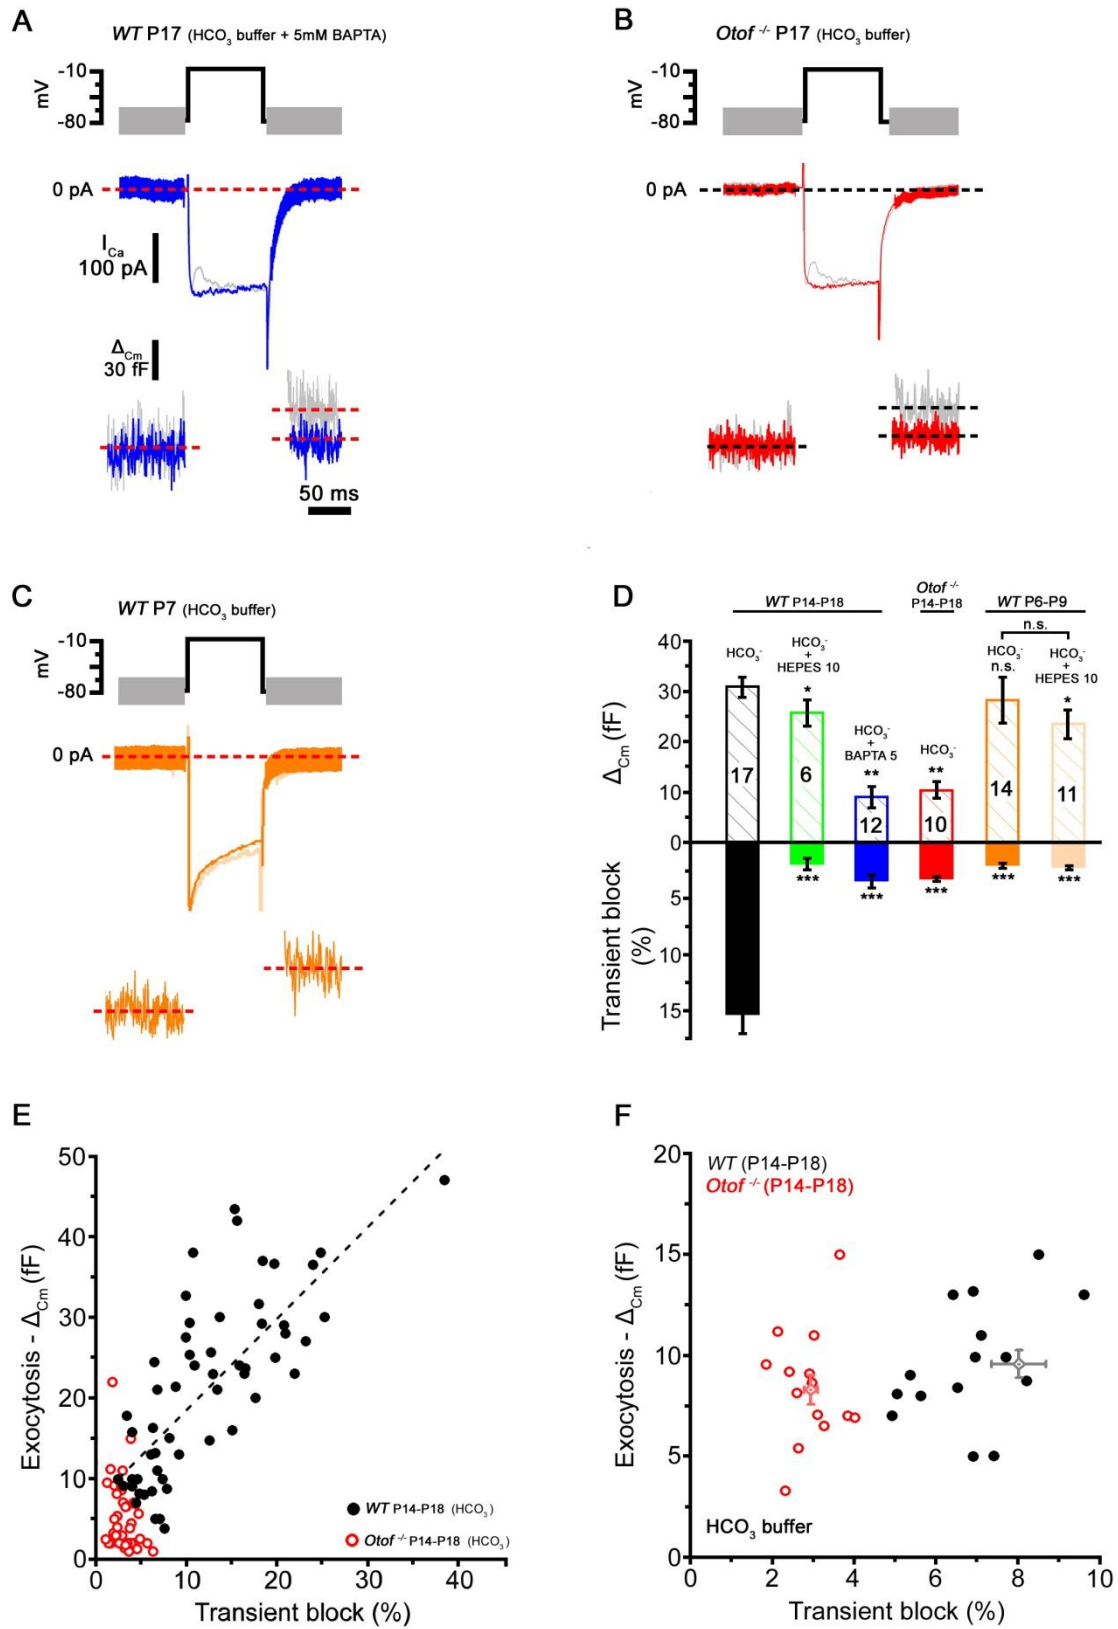 A
WT P17 (HCO3 buffer + 5mM BAPTA)
-10
mV
-80
0 pA
ICa
100 pA
ΔCm
30 fF
50 ms
B
Otof -/- P17 (HCO3 buffer)
-10
mV
-80
0 pA
C
WT P7 (HCO3 buffer)
-10
mV
-80
0 pA
D
WT P14-P18
Otof -/-
P14-P18
WT P6-P9
n.s.
HCO3-
HCO3-
+
HEPES 10
*
HCO3-
+
BAPTA 5
**
HCO3-
**
HCO3-
n.s.
HCO3-
+
HEPES 10
*
40
30
20
10
0
5
10
15
ΔCm (fF)
Transient block
(%)
17
6
12
10
14
11
***
***
***
***
***
E
50
40
30
20
10
0
Exocytosis - ΔCm (fF)
WT P14-P18 (HCO3)
Otof -/- P14-P18 (HCO3)
0 10 20 30 40
Transient block (%)
F
20
15
10
5
0
Exocytosis - ΔCm (fF)
WT (P14-P18)
Otof -/- (P14-P18)
HCO3 buffer
0 2 4 6 8 10
Transient block (%)